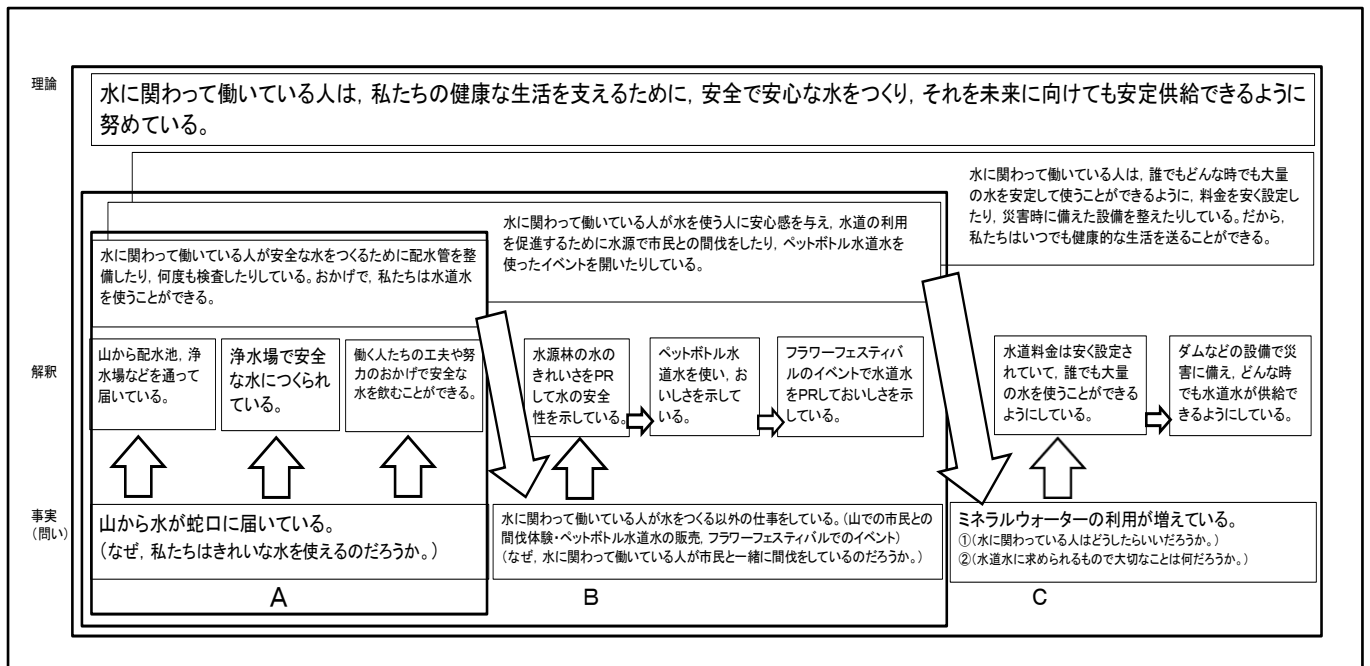 理論
水に関わって働いている人は，私たちの健康な生活を支えるために，安全で安心な水をつくり，それを未来に向けても安定供給できるように
努めている。
水に関わって働いている人は，誰でもどんな時でも大量
の水を安定して使うことができるように，料金を安く設定し
たり，災害時に備えた設備を整えたりしている。だから，
私たちはいつでも健康的な生活を送ることができる。
水に関わって働いている人が水を使う人に安心感を与え，水道の利用
を促進するために水源で市民との間伐をしたり，ペットボトル水道水を
使ったイベントを開いたりしている。
水に関わって働いている人が安全な水をつくるために配水管を整
備したり，何度も検査したりしている。おかげで，私たちは水道水
を使うことができる。
解釈
山から配水池，浄
水場などを通って
届いている。
浄水場で安全
な水につくられ
ている。
働く人たちの工夫や努
力のおかげで安全な
水を飲むことができる。
水源林の水の
きれいさをPR
して水の安全
性を示している。
ペットボトル水
道水を使い，お
いしさを示して
いる。
フラワーフェスティバ
ルのイベントで水道水
をPRしておいしさを示
している。
水道料金は安く設定さ
れていて，誰でも大量
の水を使うことができる
ようにしている。
ダムなどの設備で災
害に備え，どんな時
でも水道水が供給で
きるようにしている。
事実
（問い）
山から水が蛇口に届いている。
（なぜ，私たちはきれいな水を使えるのだろうか。）
水に関わって働いている人が水をつくる以外の仕事をしている。（山での市民との
間伐体験・ペットボトル水道水の販売，フラワーフェスティバルでのイベント）
（なぜ，水に関わって働いている人が市民と一緒に間伐をしているのだろうか。）
ミネラルウォーターの利用が増えている。
①（水に関わっている人はどうしたらいいだろうか。）
②（水道水に求められるもので大切なことは何だろうか。）
A
B
C